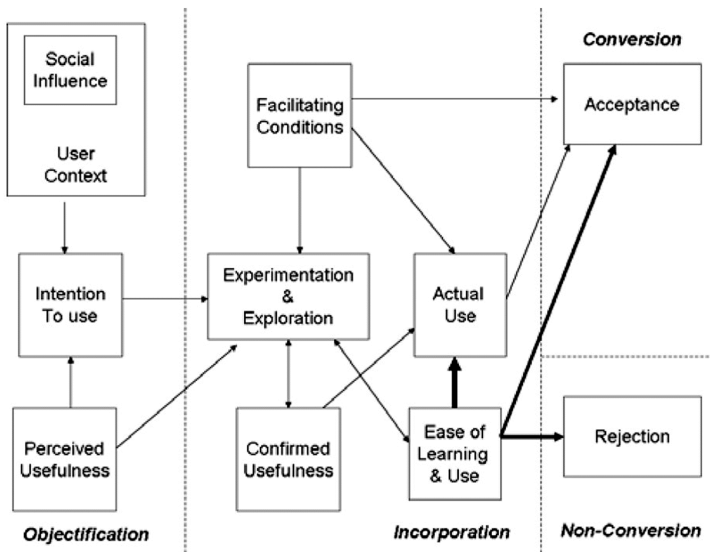 Social
Influence
User
Context
Intention
To use
Perceived
Usefulness
Objectification
Facilitating
Conditions
Experimentation
&
Exploration
Actual
Use
Confirmed
Usefulness
Ease of
Learning
& Use
Incorporation
Conversion
Acceptance
Rejection
Non-Conversion